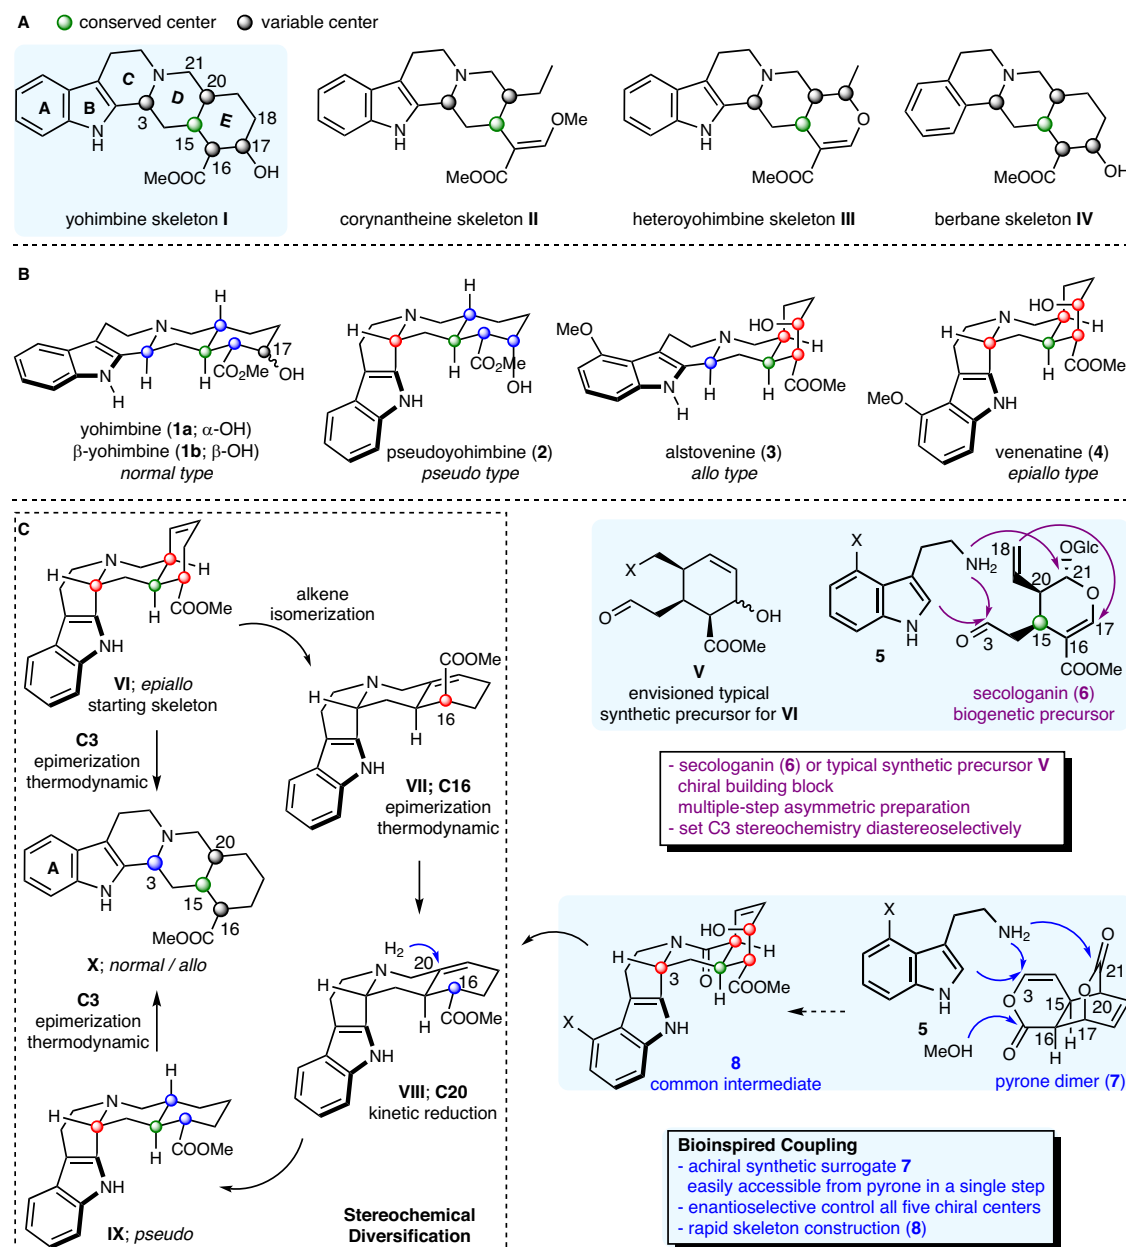 A
conserved center
variable center
A
B
C
D
E
N
N
H
3
15
16
17
18
20
21
MeOOC
OH
yohimbine skeleton I
N
N
H
OMe
MeOOC
corynantheine skeleton II
N
N
H
O
MeOOC
heteroyohimbine skeleton III
N
MeOOC
OH
berbane skeleton IV
B
H
N
17
N
H
H
H
CO2Me
OH
yohimbine (1a; α-OH)
β-yohimbine (1b; β-OH)
normal type
H
H
N
H
CO2Me
NH
OH
pseudoyohimbine (2)
pseudo type
MeO
HO
N
H
N
H
H
H
COOMe
alstovenine (3)
allo type
HO
N
H
H
H
COOMe
MeO
NH
venenatine (4)
epiallo type
C
N
H
H
H
COOMe
NH
VI; epiallo
starting skeleton
alkene
isomerization
COOMe
N
H
16
H
NH
VII; C16
epimerization
thermodynamic
C3
epimerization
thermodynamic
N
20
A
N
H
3
15
16
MeOOC
X; normal / allo
C3
epimerization
thermodynamic
H2
N
20
H
16
H
COOMe
NH
VIII; C20
kinetic reduction
H
N
H
H
COOMe
NH
IX; pseudo
Stereochemical
Diversification
X
O
OH
COOMe
V
envisioned typical
synthetic precursor for VI
X
NH2
N
H
5
18
OGlc
20
21
O
O
3
15
16
17
COOMe
secologanin (6)
biogenetic precursor
- secologanin (6) or typical synthetic precursor V
chiral building block
multiple-step asymmetric preparation
- set C3 stereochemistry diastereoselectively
HO
N
H
3
O
H
H
COOMe
X
NH
8
common intermediate
X
NH2
N
H
5
MeOH
O
21
O
3
15
20
O
16
17
O
H
H
pyrone dimer (7)
Bioinspired Coupling
- achiral synthetic surrogate 7
easily accessible from pyrone in a single step
- enantioselective control all five chiral centers
- rapid skeleton construction (8)